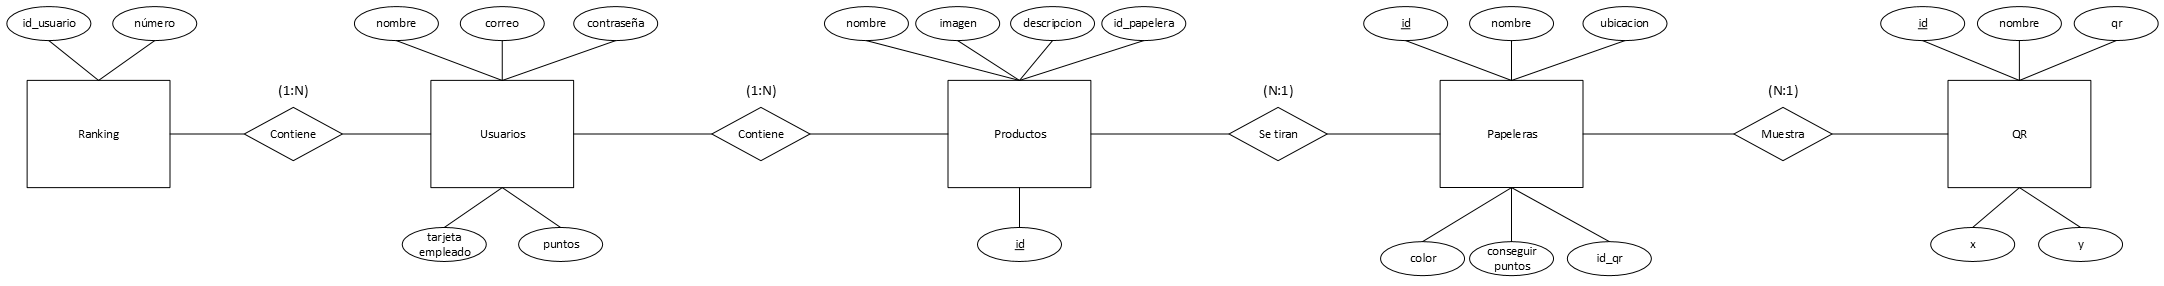 id_usuario
número
nombre
correo
contraseña
nombre
imagen
descripcion
id_papelera
id
nombre
ubicacion
id
nombre
qr
(1:N)
(1:N)
(N:1)
(N:1)
Ranking
Contiene
Usuarios
Contiene
Productos
Se tiran
Papeleras
Muestra
QR
tarjeta
empleado
puntos
id
color
conseguir
puntos
id_qr
x
y